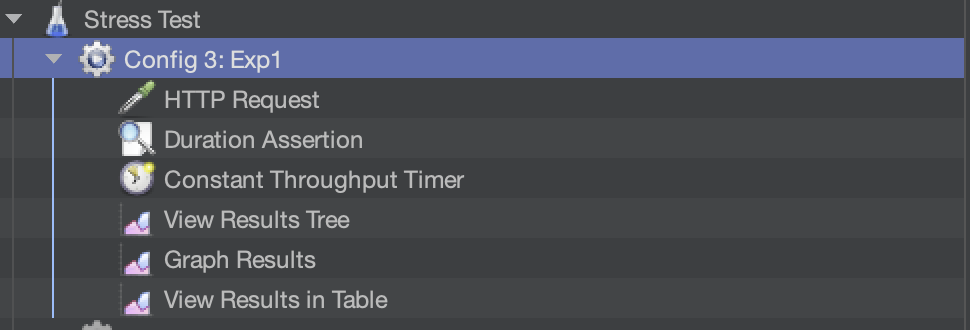 Stress Test
Config 3: Exp1
HTTP Request
Duration Assertion
Constant Throughput Timer
View Results Tree
Graph Results
View Results in Table